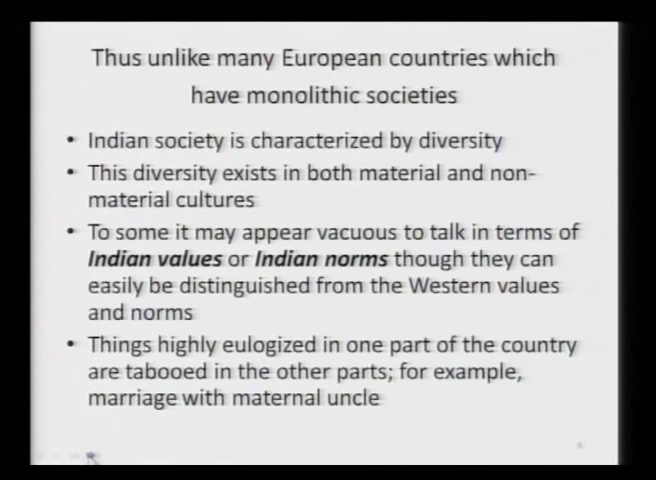 Thus unlike many European countries which
have monolithic societies
• Indian society is characterized by diversity
• This diversity exists in both material and non-
material cultures
• To some it may appear vacuous to talk in terms of
Indian values or Indian norms though they can
easily be distinguished from the Western values
and norms
• Things highly eulogized in one part of the country
are tabooed in the other parts; for example,
marriage with maternal uncle